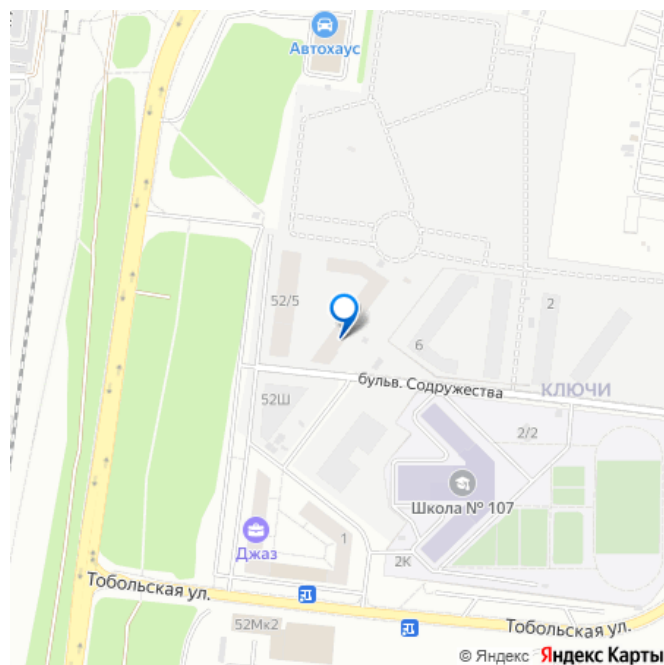 Автохаус
52/5
2
6
бульв. Содружества
КЛЮЧИ
52Ш
2/2
Школа № 107
Джаз
1
2К
Тобольская ул.
52Мк2
Тобольская ул.
© Яндекс Яндекс Карты